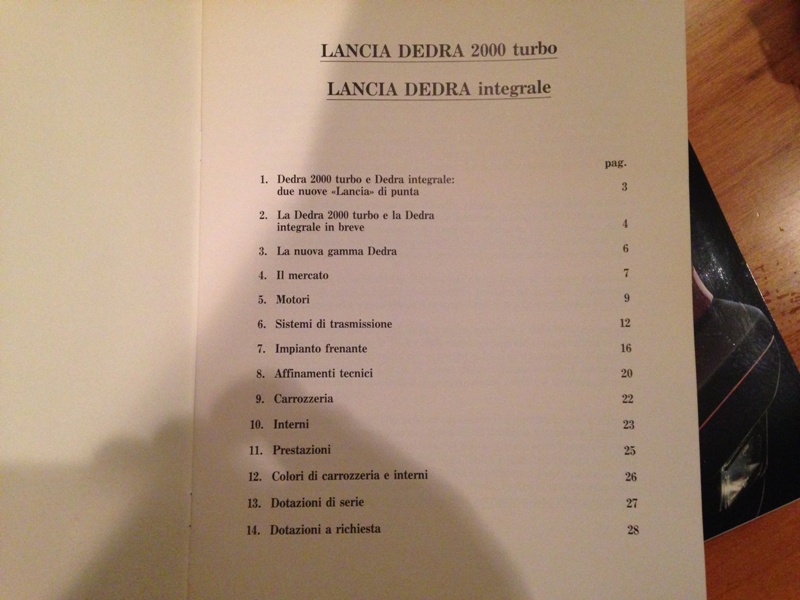 LANCIA DEDRA 2000 turbo
LANCIA DEDRA integrale
pag.
1. Dedra 2000 turbo e Dedra integrale:
due nuove «Lancia» di punta 3
2. La Dedra 2000 turbo e la Dedra
integrale in breve 4
3. La nuova gamma Dedra 6
4. Il mercato 7
5. Motori 9
6. Sistemi di trasmissione 12
7. Impianto frenante 16
8. Affinamenti tecnici 20
9. Carrozzeria 22
10. Interni 23
11. Prestazioni 25
12. Colori di carrozzeria e interni 26
13. Dotazioni di serie 27
14. Dotazioni a richiesta 28